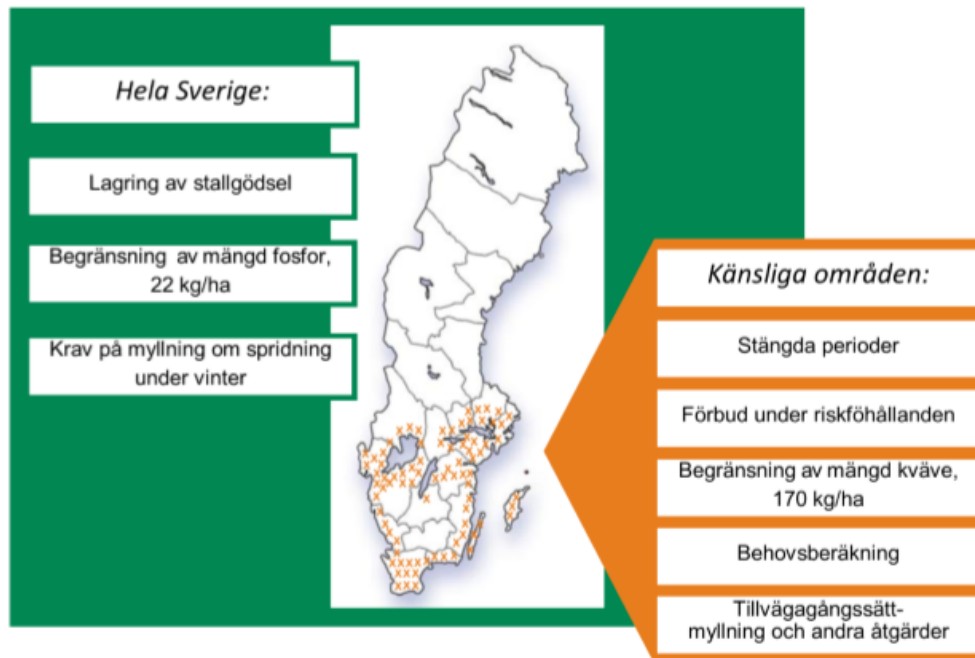 Hela Sverige:
Lagring av stallgödsel
Begränsning av mängd fosfor,
22 kg/ha
Krav på myllning om spridning
under vinter
Känsliga områden:
Stängda perioder
Förbud under riskföhållanden
Begränsning av mängd kväve,
170 kg/ha
Behovsberäkning
Tillvägagångssätt-
myllning och andra åtgärder